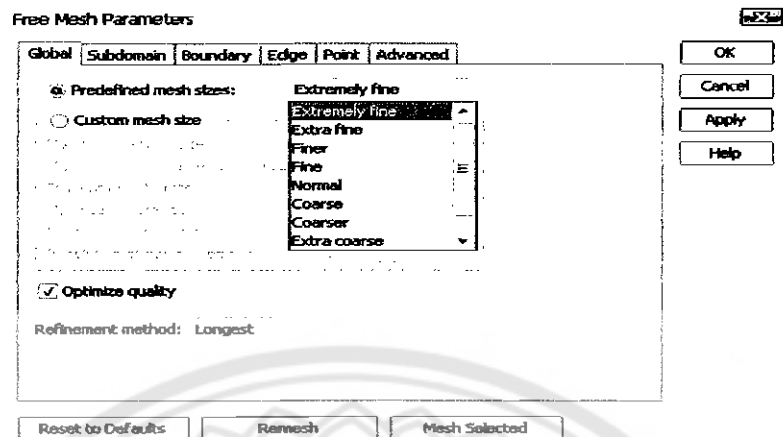 Free Mesh Parameters
Global Subdomain Boundary Edge Point Advanced
Predefined mesh sizes: Extremely fine
Custom mesh size
Extremely fine
Extra fine
Finer
Fine
Normal
Coarse
Coarser
Extra coarse
Optimize quality
Refinement method: Longest
OK
Cancel
Apply
Help
Reset to Defaults Remesh Mesh Selected